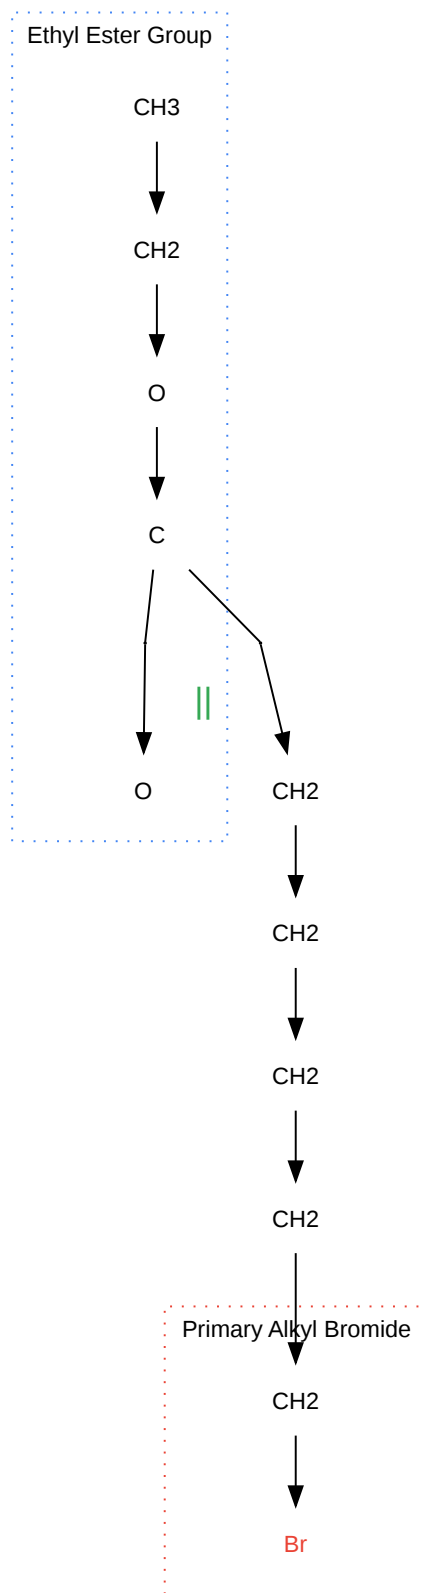 Ethyl Ester Group
CH3
CH2
O
C
||
O
CH2
CH2
CH2
CH2
Primary Alkyl Bromide
CH2
Br